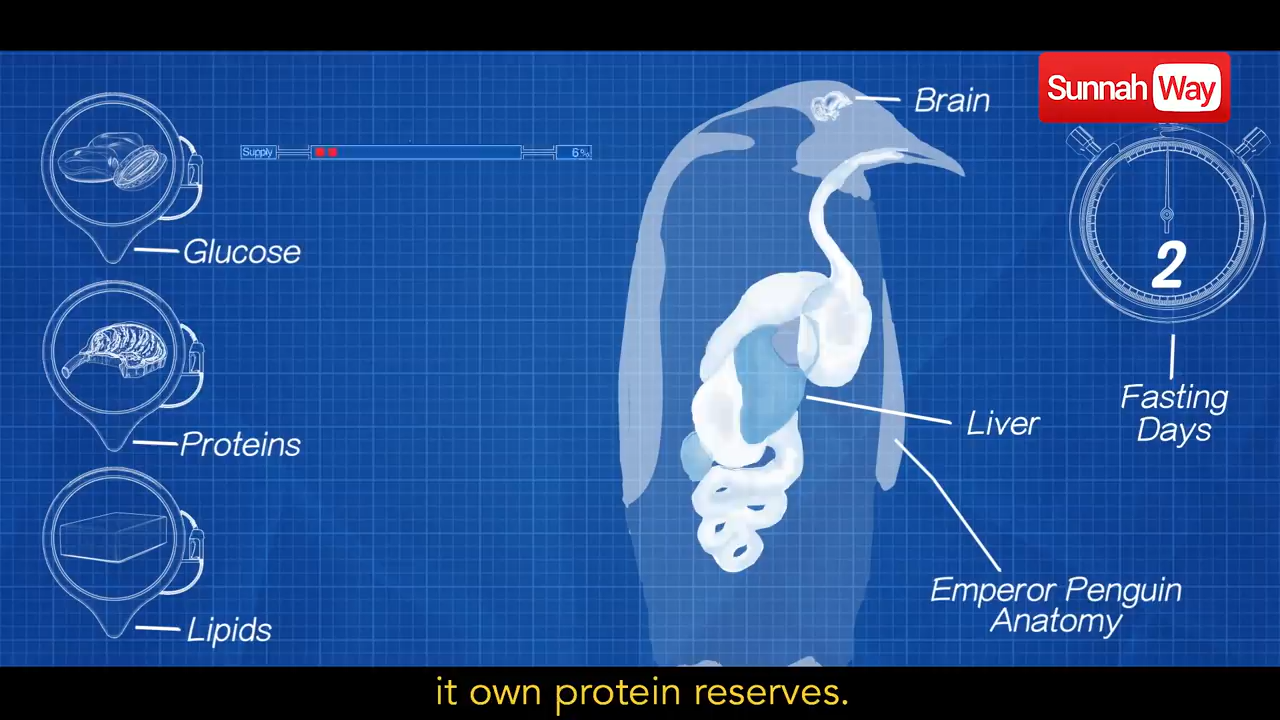 Sunnah Way
Brain
Supply
6%
Glucose
2
Proteins
Fasting
Days
Liver
Lipids
Emperor Penguin
Anatomy
it own protein reserves.